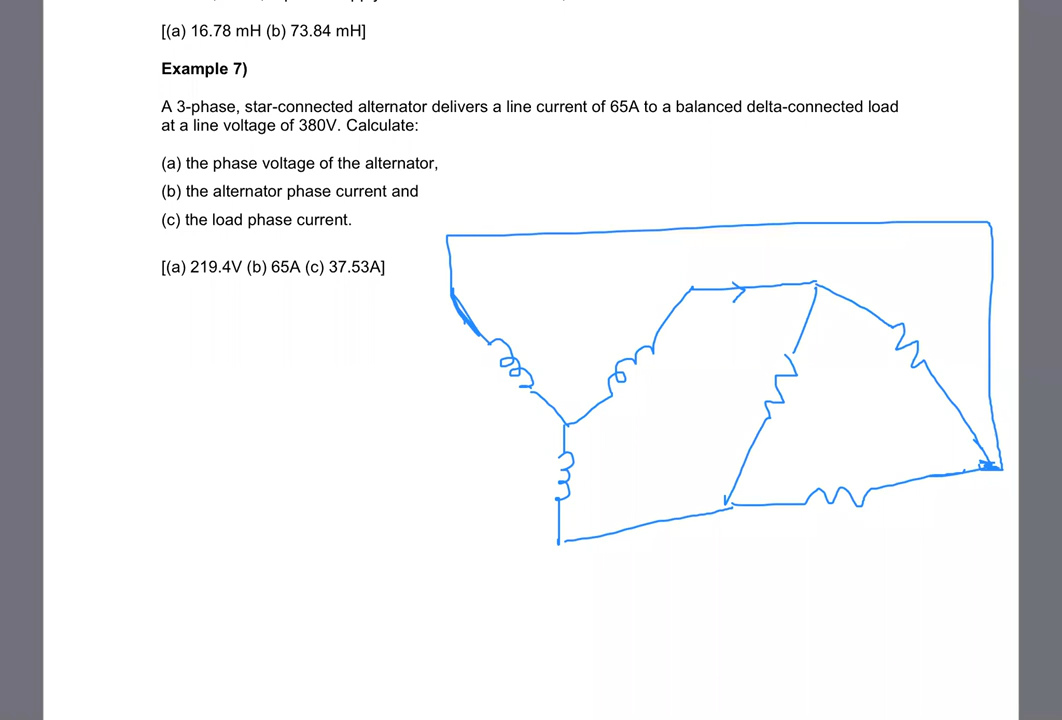 [(a) 16.78 mH (b) 73.84 mH]
Example 7)
A 3-phase, star-connected alternator delivers a line current of 65A to a balanced delta-connected load
at a line voltage of 380V. Calculate:
(a) the phase voltage of the alternator,
(b) the alternator phase current and
(c) the load phase current.
[(a) 219.4V (b) 65A (c) 37.53A]